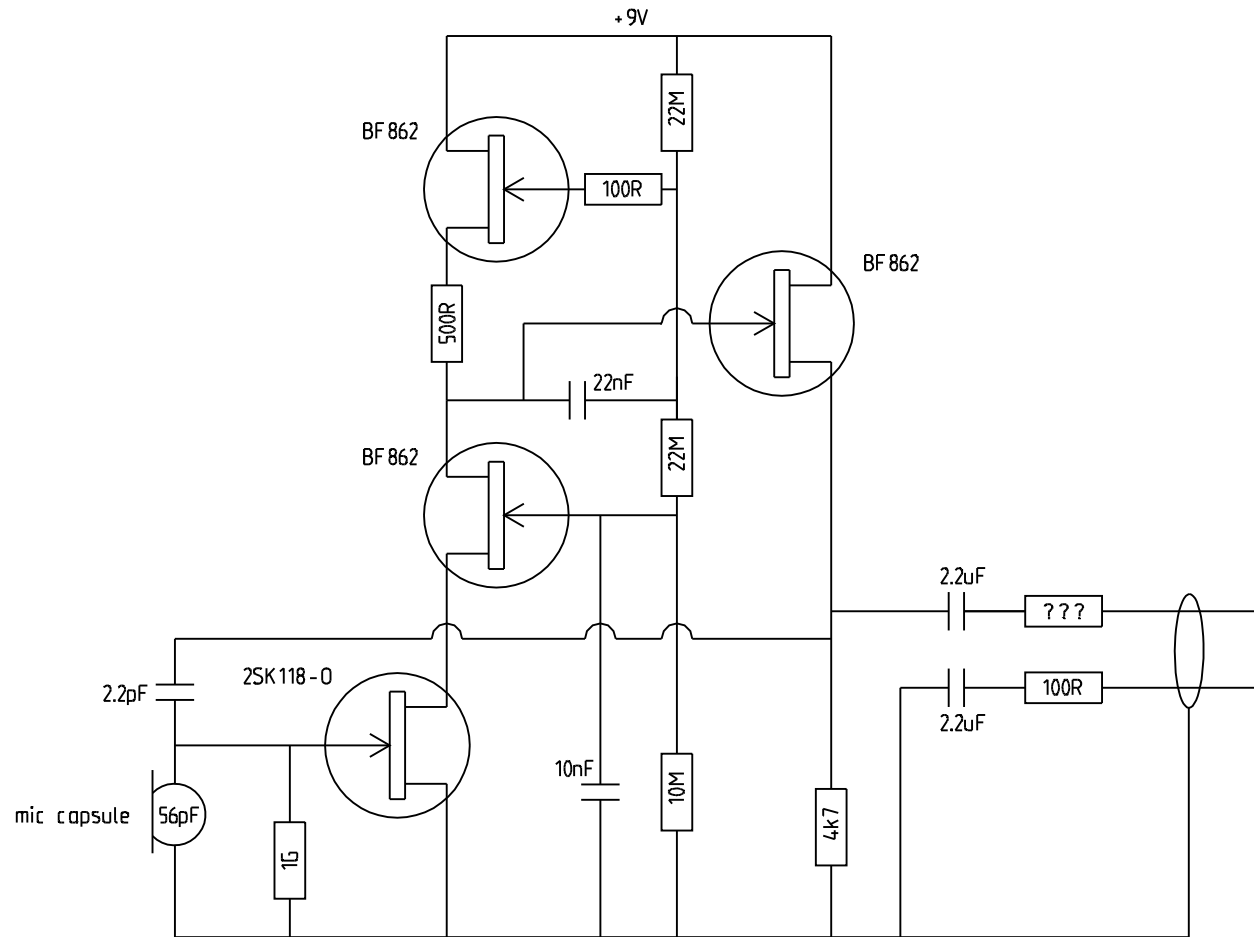 +9V
22M
BF862
100R
BF862
500R
22nF
22M
BF862
2.2uF
???
2SK118-O
2.2pF
100R
2.2uF
10nF
10M
mic capsule
56pF
4k7
1G